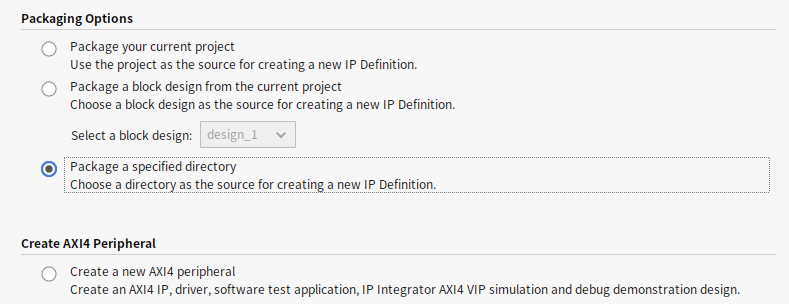 Packaging Options
Package your current project
Use the project as the source for creating a new IP Definition.
Package a block design from the current project
Choose a block design as the source for creating a new IP Definition.
Select a block design: design_1
Package a specified directory
Choose a directory as the source for creating a new IP Definition.
Create AXI4 Peripheral
Create a new AXI4 peripheral
Create an AXI4 IP, driver, software test application, IP Integrator AXI4 VIP simulation and debug demonstration design.